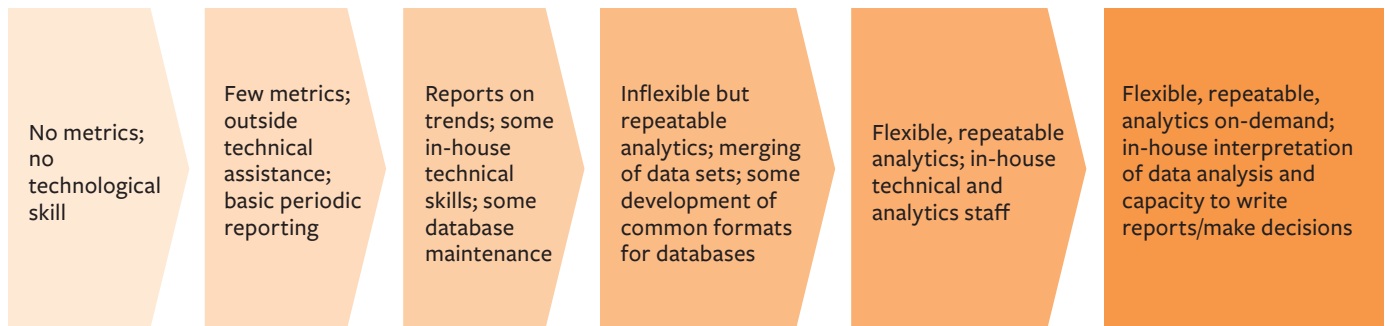 No metrics;
no
technological
skill
Few metrics;
outside
technical
assistance;
basic periodic
reporting
Reports on
trends; some
in-house
technical
skills; some
database
maintenance
Inflexible but
repeatable
analytics; merging
of data sets; some
development of
common formats
for databases
Flexible, repeatable
analytics; in-house
technical and
analytics staff
Flexible, repeatable,
analytics on-demand;
in-house interpretation
of data analysis and
capacity to write
reports/make decisions